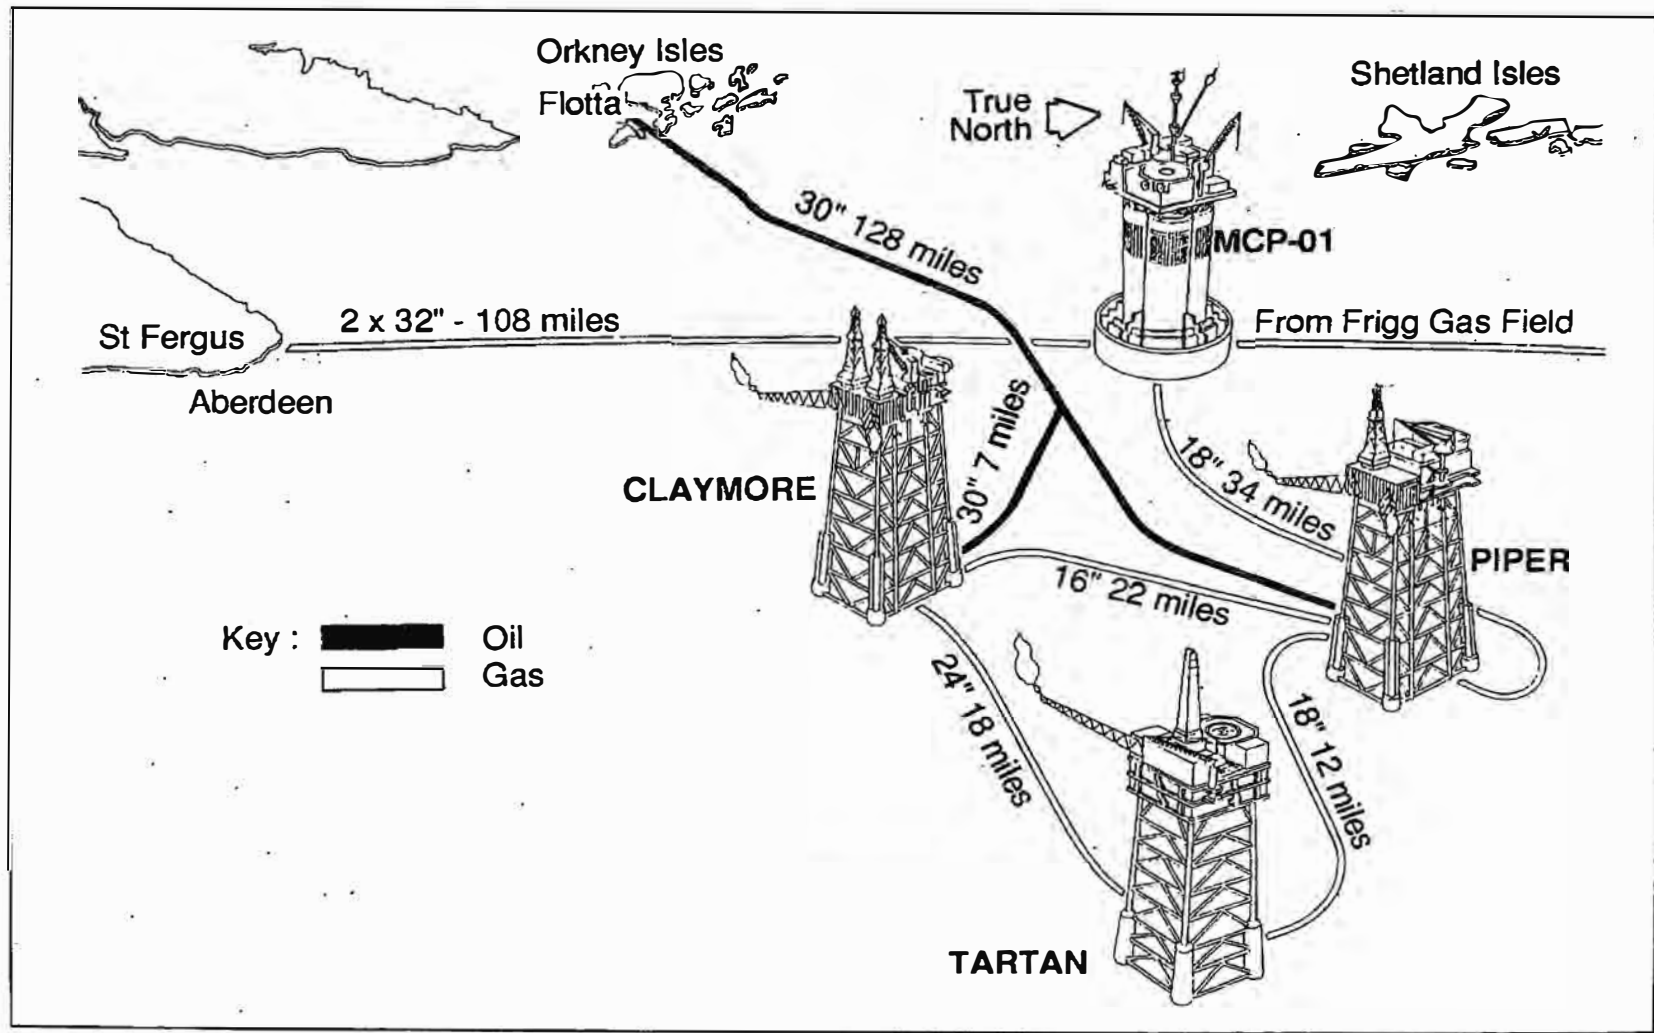 Orkney Isles
Flotta
True
North
Shetland Isles
30" 128 miles
MCP-01
St Fergus
2 x 32" - 108 miles
From Frigg Gas Field
Aberdeen
30" 7 miles
18" 34 miles
CLAYMORE
PIPER
16" 22 miles
Key :
Oil
Gas
24" 18 miles
18" 12 miles
TARTAN